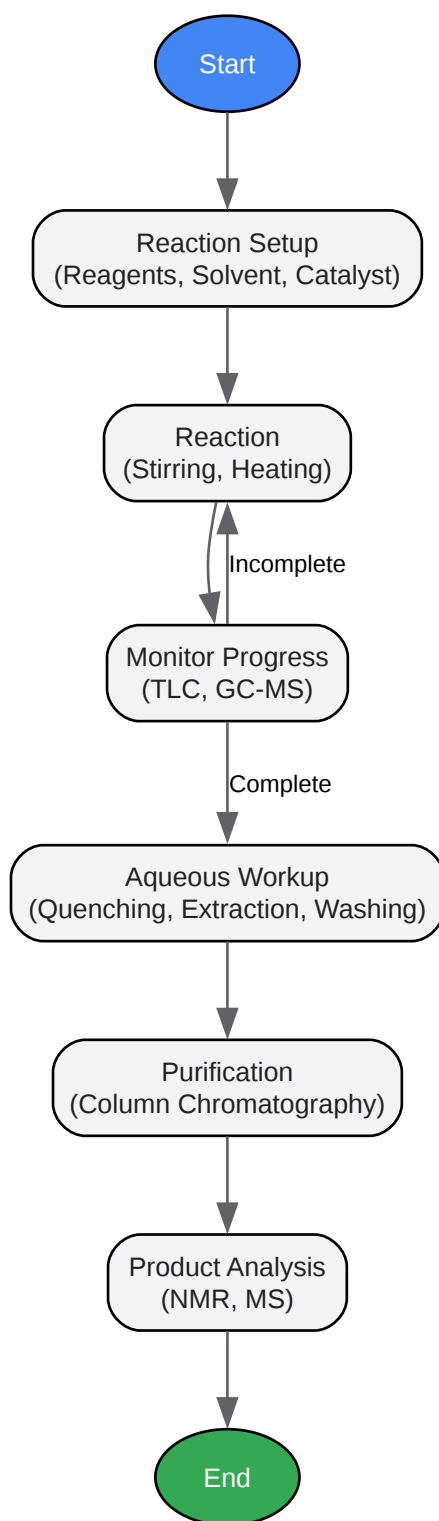 Start
Reaction Setup
(Reagents, Solvent, Catalyst)
Reaction
(Stirring, Heating)
Incomplete
Monitor Progress
(TLC, GC-MS)
Complete
Aqueous Workup
(Quenching, Extraction, Washing)
Purification
(Column Chromatography)
Product Analysis
(NMR, MS)
End